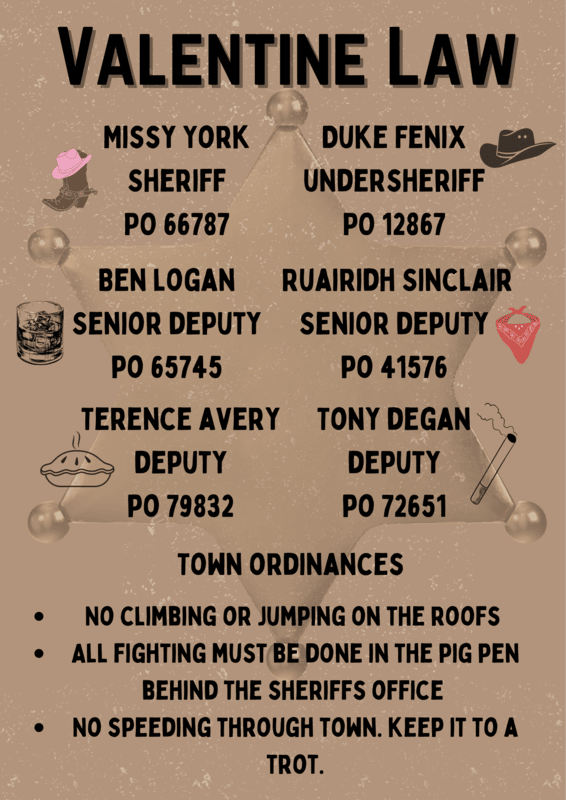 VALENTINE LAW
MISSY YORK
SHERIFF
PO 66787
DUKE FENIX
UNDERSHERIFF
PO 12867
BEN LOGAN
SENIOR DEPUTY
PO 65745
RUAIRIDH SINCLAIR
SENIOR DEPUTY
PO 41576
TERENCE AVERY
DEPUTY
PO 79832
TONY DEGAN
DEPUTY
PO 72651
TOWN ORDINANCES
• NO CLIMBING OR JUMPING ON THE ROOFS
• ALL FIGHTING MUST BE DONE IN THE PIG PEN
BEHIND THE SHERIFFS OFFICE
• NO SPEEDING THROUGH TOWN. KEEP IT TO A
TROT.